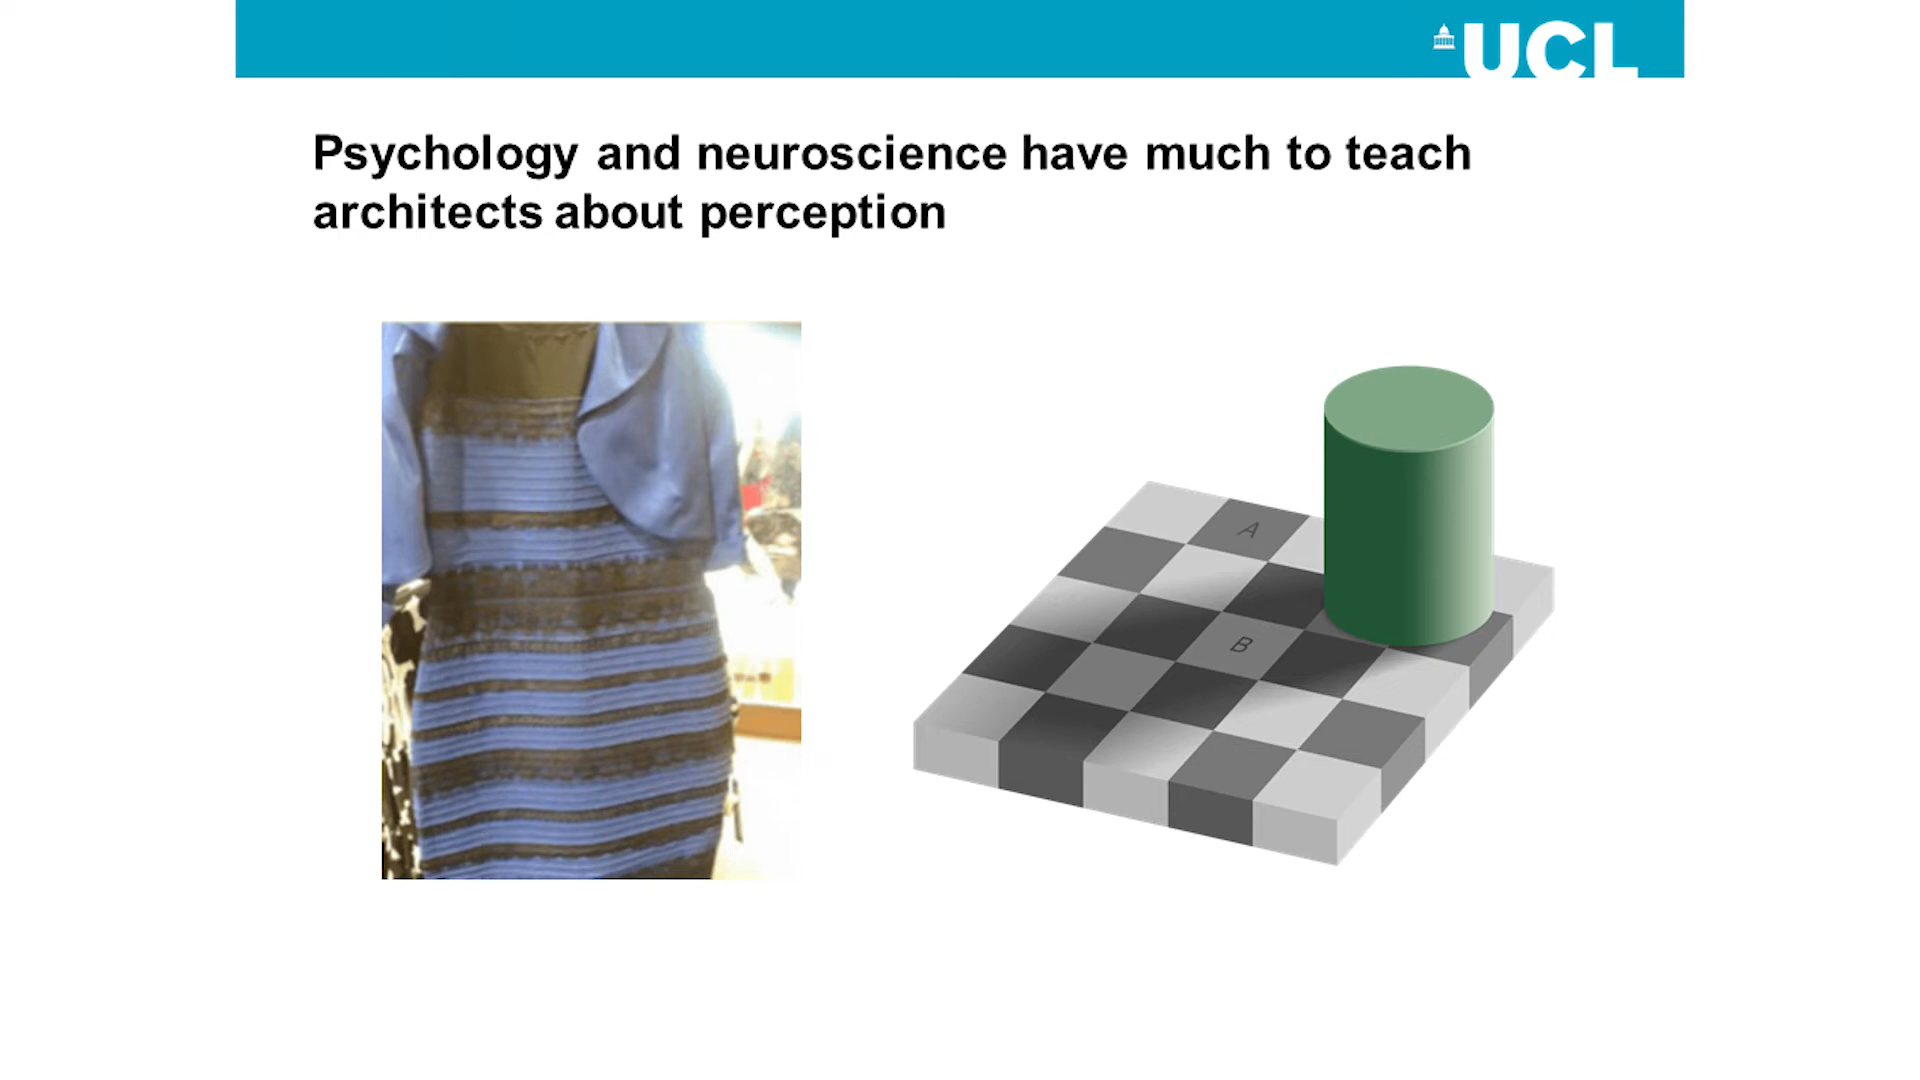 UCL
Psychology and neuroscience have much to teach
architects about perception
A
B